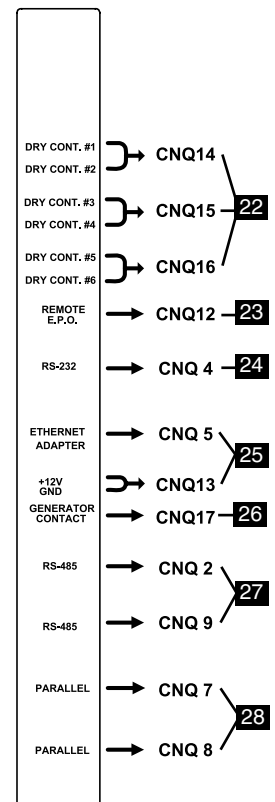 DRY CONT. #1
DRY CONT. #2
CNQ14
DRY CONT. #3
DRY CONT. #4
CNQ15
22
DRY CONT. #5
DRY CONT. #6
CNQ16
REMOTE
E.P.O.
CNQ12
23
RS-232
CNQ 4
24
ETHERNET
ADAPTER
CNQ 5
25
+12V
GND
CNQ13
GENERATOR
CONTACT
CNQ17
26
RS-485
CNQ 2
27
RS-485
CNQ 9
PARALLEL
CNQ 7
28
PARALLEL
CNQ 8